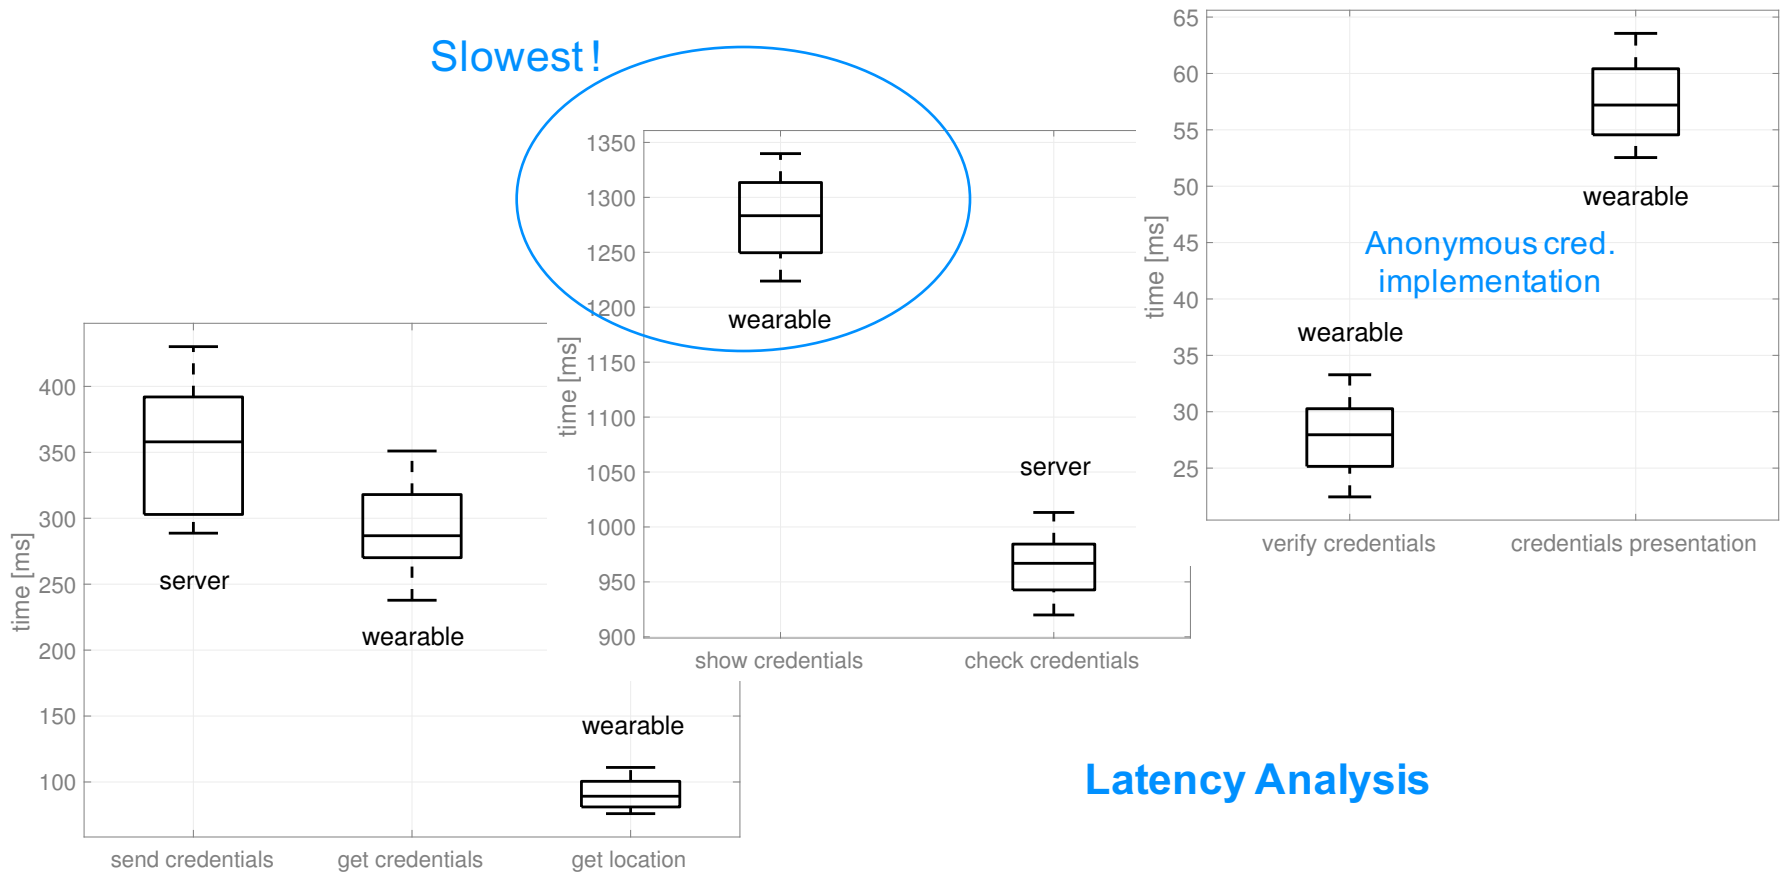 Slowest !
400
350
300
250
200
150
100
time [ms]
server
wearable
wearable
send credentials
get credentials
get location
1350
1300
1250
1200
1150
1100
1050
1000
950
900
time [ms]
wearable
server
show credentials
check credentials
65
60
55
50
45
40
35
30
25
time [ms]
wearable
Anonymous cred.
implementation
wearable
verify credentials
credentials presentation
Latency Analysis